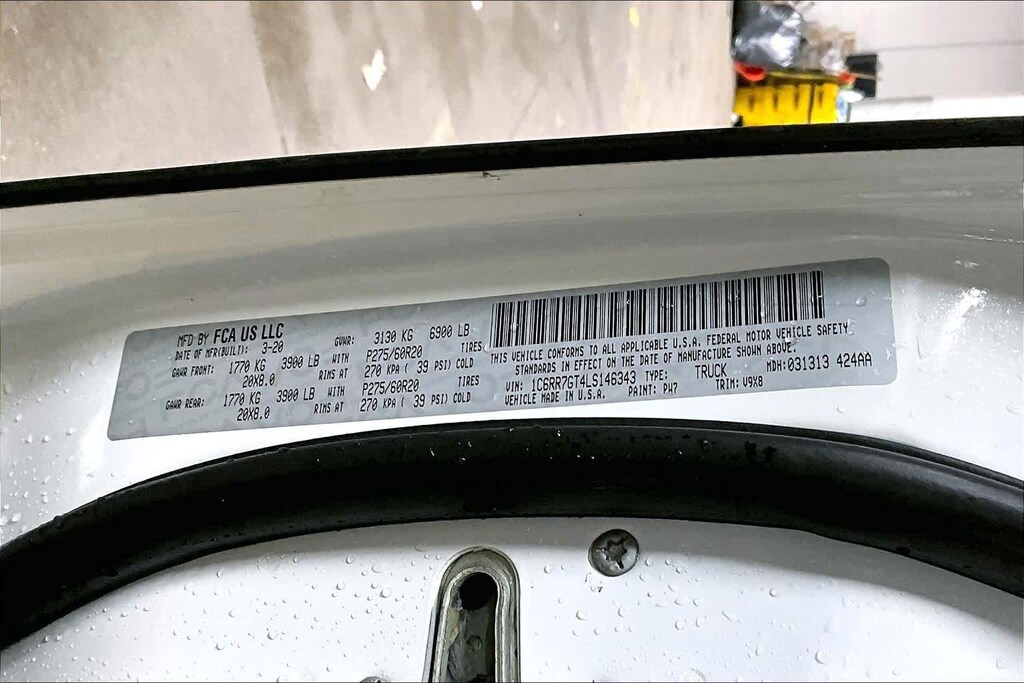 MFD BY FCA US LLC
DATE OF MFR(BUILT): 3-20 GVWR: 3130 KG 6900 LB
GAWR FRONT: 1770 KG 3900 LB WITH P275/60R20 TIRES
20X8.0 RIMS AT 270 KPA ( 39 PSI) COLD
GAWR REAR: 1770 KG 3900 LB WITH P275/60R20 TIRES
20X8.0 RIMS AT 270 KPA ( 39 PSI) COLD
THIS VEHICLE CONFORMS TO ALL APPLICABLE U.S.A. FEDERAL MOTOR VEHICLE SAFETY
STANDARDS IN EFFECT ON THE DATE OF MANUFACTURE SHOWN ABOVE.
VIN: 1C6RR7GT4LS146343 TYPE: TRUCK MDH: 031313 424AA
VEHICLE MADE IN U.S.A. PAINT: PW7 TRIM: V9X8